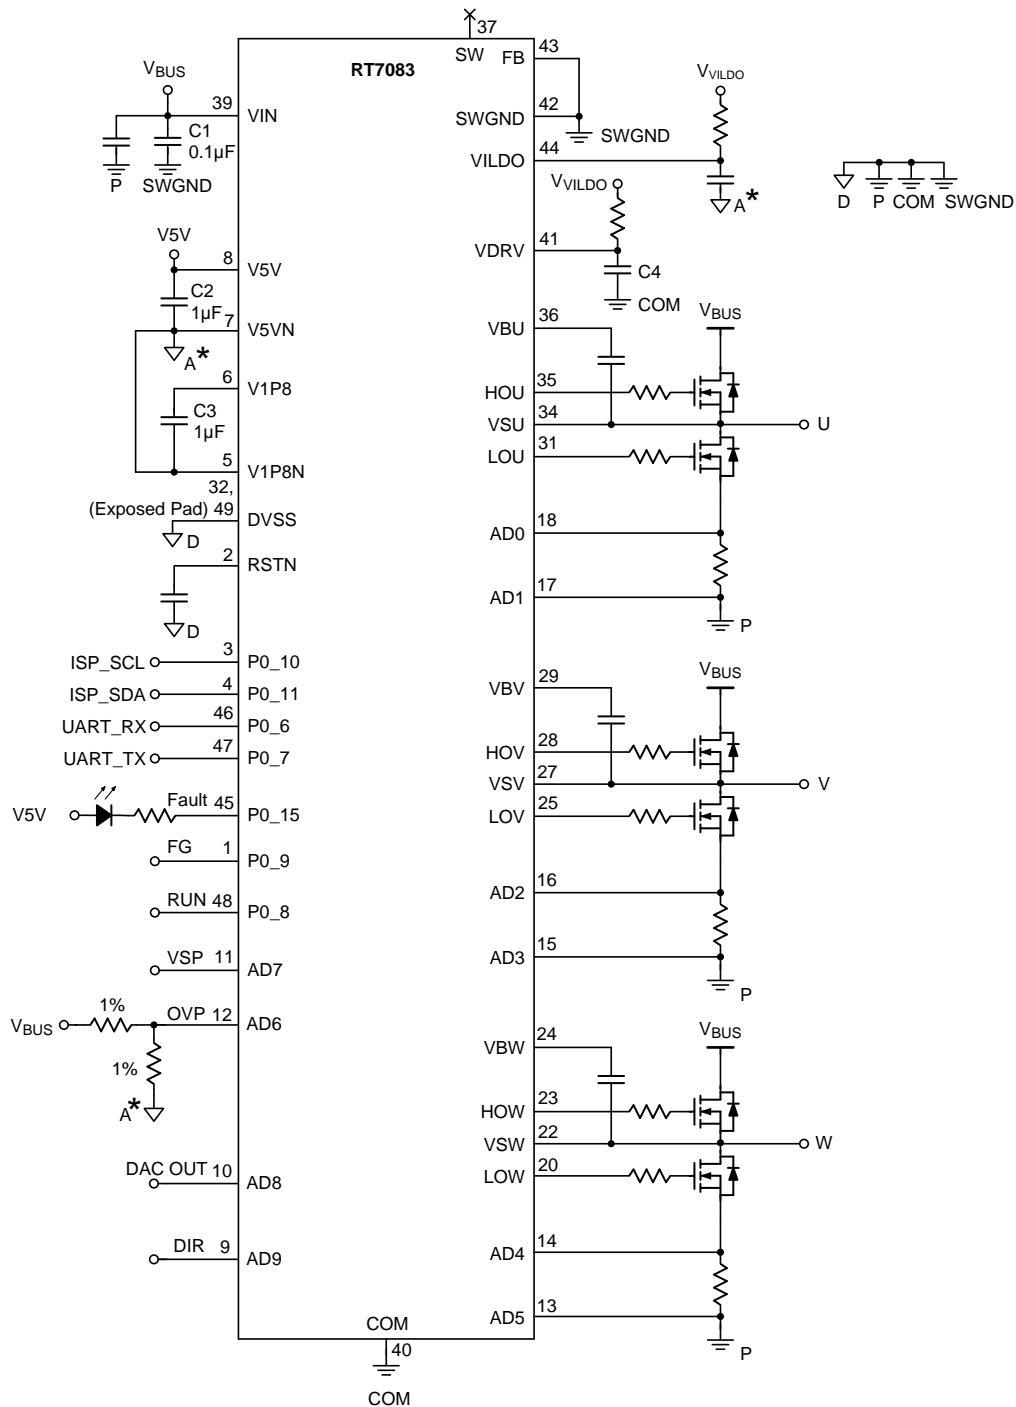 37
SW
FB
43
RT7083
VBUS
39
VIN
C1
0.1µF
P
SWGND
42
SWGND
SWGND
44
VILDO
VVILDO
A*
D
P
COM
SWGND
VVILDO
41
VDRV
C4
COM
V5V
8
V5V
C2
1µF
7
V5VN
A*
6
V1P8
C3
1µF
5
V1P8N
32,
(Exposed Pad) 49
DVSS
D
2
RSTN
D
ISP_SCL
3
P0_10
ISP_SDA
4
P0_11
UART_RX
46
P0_6
UART_TX
47
P0_7
V5V
Fault
45
P0_15
FG
1
P0_9
RUN
48
P0_8
VSP
11
AD7
VBUS
1%
OVP
12
AD6
1%
A*
DAC OUT
10
AD8
DIR
9
AD9
COM
40
COM
VBU
36
VBUS
HOU
35
VSU
34
U
LOU
31
AD0
18
AD1
17
P
VBV
29
VBUS
HOV
28
VSV
27
V
LOV
25
AD2
16
AD3
15
P
VBW
24
VBUS
HOW
23
VSW
22
W
LOW
20
AD4
14
AD5
13
P